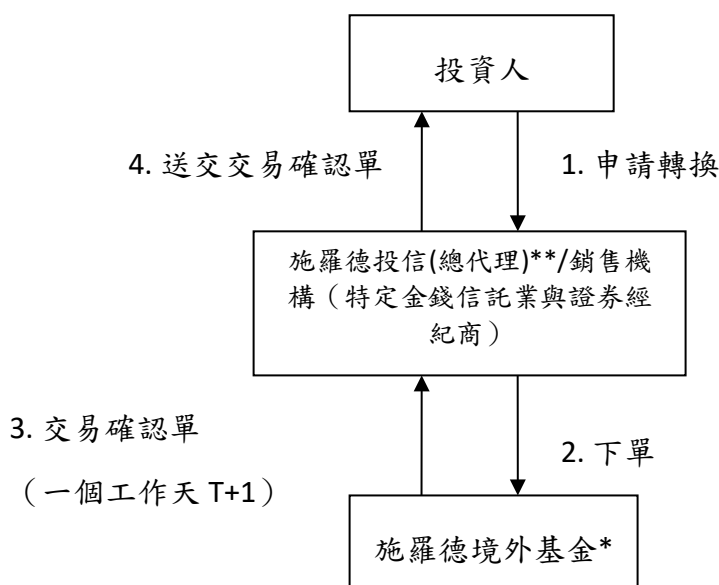 投資人
4. 送交交易確認單
1. 申請轉換
施羅德投信(總代理)**/銷售機
構（特定金錢信託業與證券經
紀商）
3. 交易確認單
（一個工作天 T+1）
2. 下單
施羅德境外基金*